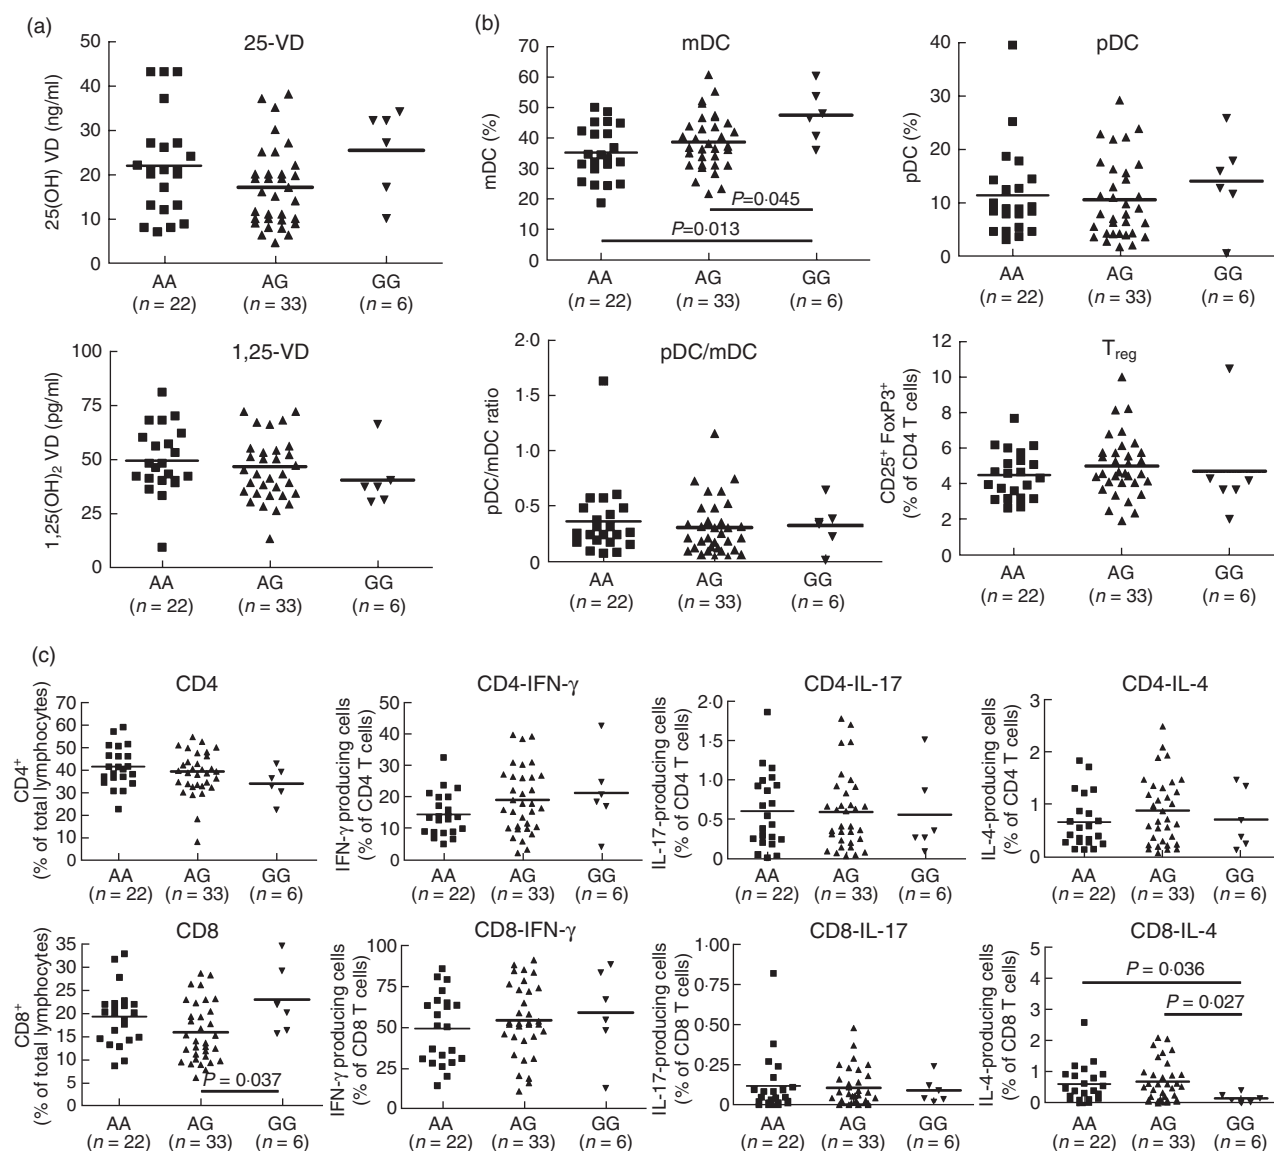 (a)
25-VD
25(OH) VD (ng/ml)
50
40
30
20
10
0
AA
AG
GG
(n = 22)
(n = 33)
(n = 6)
1,25-VD
1,25(OH)₂ VD (pg/ml)
100
75
50
25
0
AA
AG
GG
(n = 22)
(n = 33)
(n = 6)
(b)
mDC
mDC (%)
70
60
50
40
30
20
10
0
P=0·045
P=0·013
AA
AG
GG
(n = 22)
(n = 33)
(n = 6)
pDC
pDC (%)
40
30
20
10
0
AA
AG
GG
(n = 22)
(n = 33)
(n = 6)
pDC/mDC
pDC/mDC ratio
2·0
1·5
1·0
0·5
0
AA
AG
GG
(n = 22)
(n = 33)
(n = 6)
Treg
CD25⁺ FoxP3⁺
(% of CD4 T cells)
12
10
8
6
4
2
0
AA
AG
GG
(n = 22)
(n = 33)
(n = 6)
(c)
CD4
CD4⁺
(% of total lymphocytes)
70
60
50
40
30
20
10
0
AA
AG
GG
(n = 22)
(n = 33)
(n = 6)
CD4-IFN-γ
IFN-γ producing cells
(% of CD4 T cells)
50
40
30
20
10
0
AA
AG
GG
(n = 22)
(n = 33)
(n = 6)
CD4-IL-17
IL-17-producing cells
(% of CD4 T cells)
2·0
1·5
1·0
0·5
0
AA
AG
GG
(n = 22)
(n = 33)
(n = 6)
CD4-IL-4
IL-4-producing cells
(% of CD4 T cells)
3
2
1
0
AA
AG
GG
(n = 22)
(n = 33)
(n = 6)
CD8
CD8⁺
(% of total lymphocytes)
35
30
25
20
15
10
5
0
P = 0·037
AA
AG
GG
(n = 22)
(n = 33)
(n = 6)
CD8-IFN-γ
IFN-γ producing cells
(% of CD8 T cells)
100
75
50
25
0
AA
AG
GG
(n = 22)
(n = 33)
(n = 6)
CD8-IL-17
IL-17-producing cells
(% of CD8 T cells)
1·00
0·75
0·50
0·25
0
AA
AG
GG
(n = 22)
(n = 33)
(n = 6)
CD8-IL-4
IL-4-producing cells
(% of CD8 T cells)
5
4
3
2
1
0
P = 0·036
P = 0·027
AA
AG
GG
(n = 22)
(n = 33)
(n = 6)